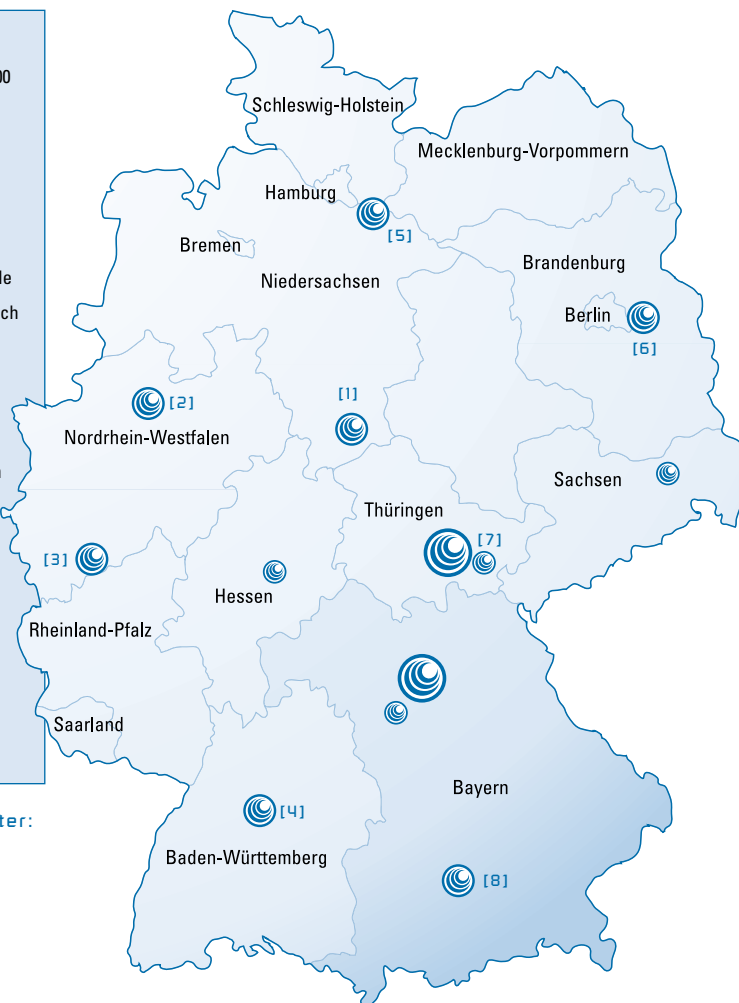 00
Schleswig-Holstein
Mecklenburg-Vorpommern
Hamburg
[5]
Bremen
Brandenburg
Niedersachsen
le
ch
Berlin
[6]
[1]
[2]
Nordrhein-Westfalen
Sachsen
Thüringen
[7]
[3]
Hessen
Rheinland-Pfalz
Saarland
Bayern
[4]
ter:
Baden-Württemberg
[8]